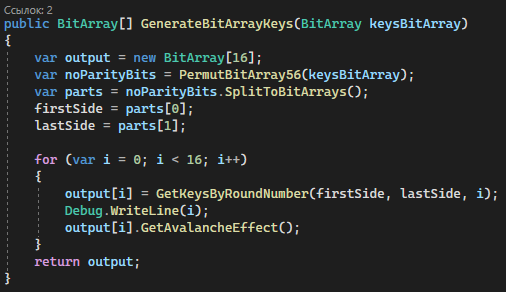 Ссылок: 2
public BitArray[] GenerateBitArrayKeys(BitArray keysBitArray)
{
    var output = new BitArray[16];
    var noParityBits = PermutBitArray56(keysBitArray);
    var parts = noParityBits.SplitToBitArrays();
    firstSide = parts[0];
    lastSide = parts[1];

    for (var i = 0; i < 16; i++)
    {
        output[i] = GetKeysByRoundNumber(firstSide, lastSide, i);
        Debug.WriteLine(i);
        output[i].GetAvalancheEffect();
    }
    return output;
}